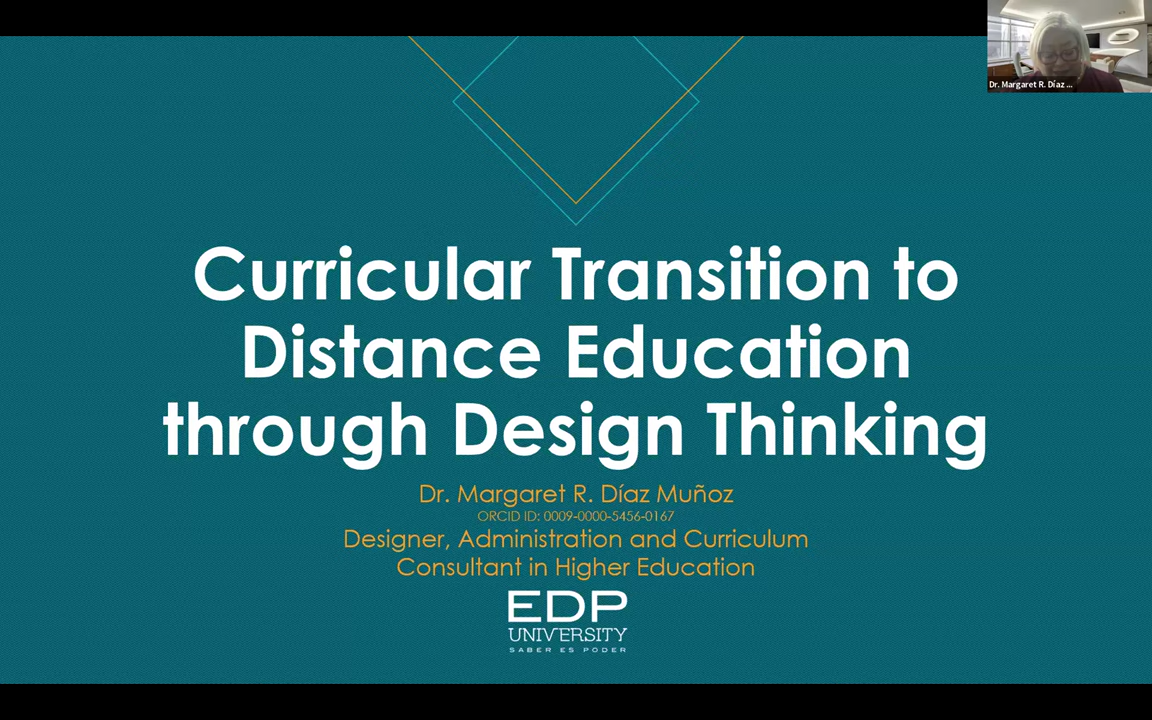 Dr. Margaret R. Díaz ...
Curricular Transition to
Distance Education
through Design Thinking
Dr. Margaret R. Díaz Muñoz
ORCID ID: 0009-0000-5456-0167
Designer, Administration and Curriculum
Consultant in Higher Education
EDP
UNIVERSITY
SABER ES PODER